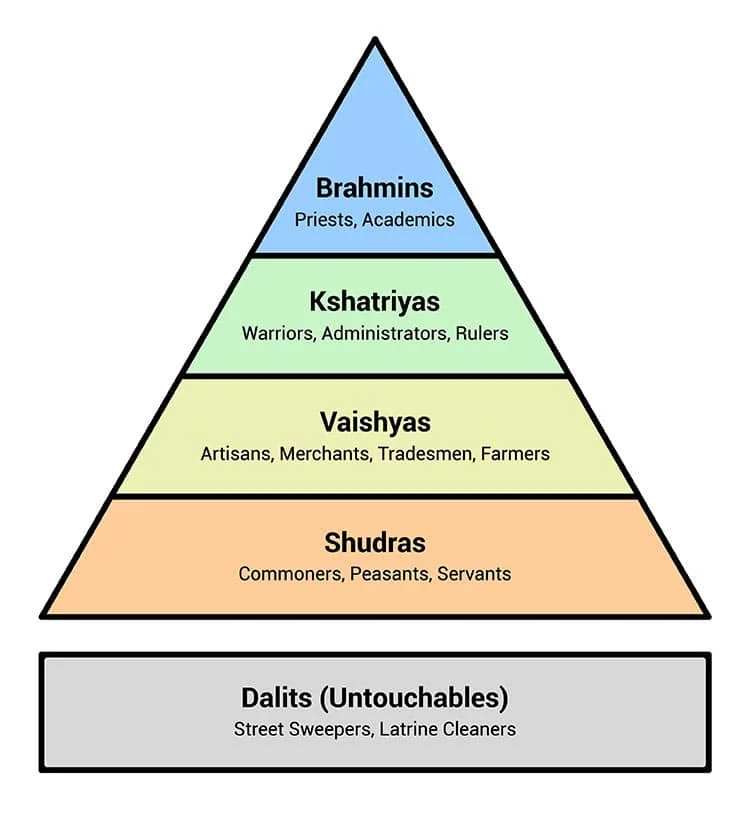 Brahmins
Priests, Academics
Kshatriyas
Warriors, Administrators, Rulers
Vaishyas
Artisans, Merchants, Tradesmen, Farmers
Shudras
Commoners, Peasants, Servants
Dalits (Untouchables)
Street Sweepers, Latrine Cleaners